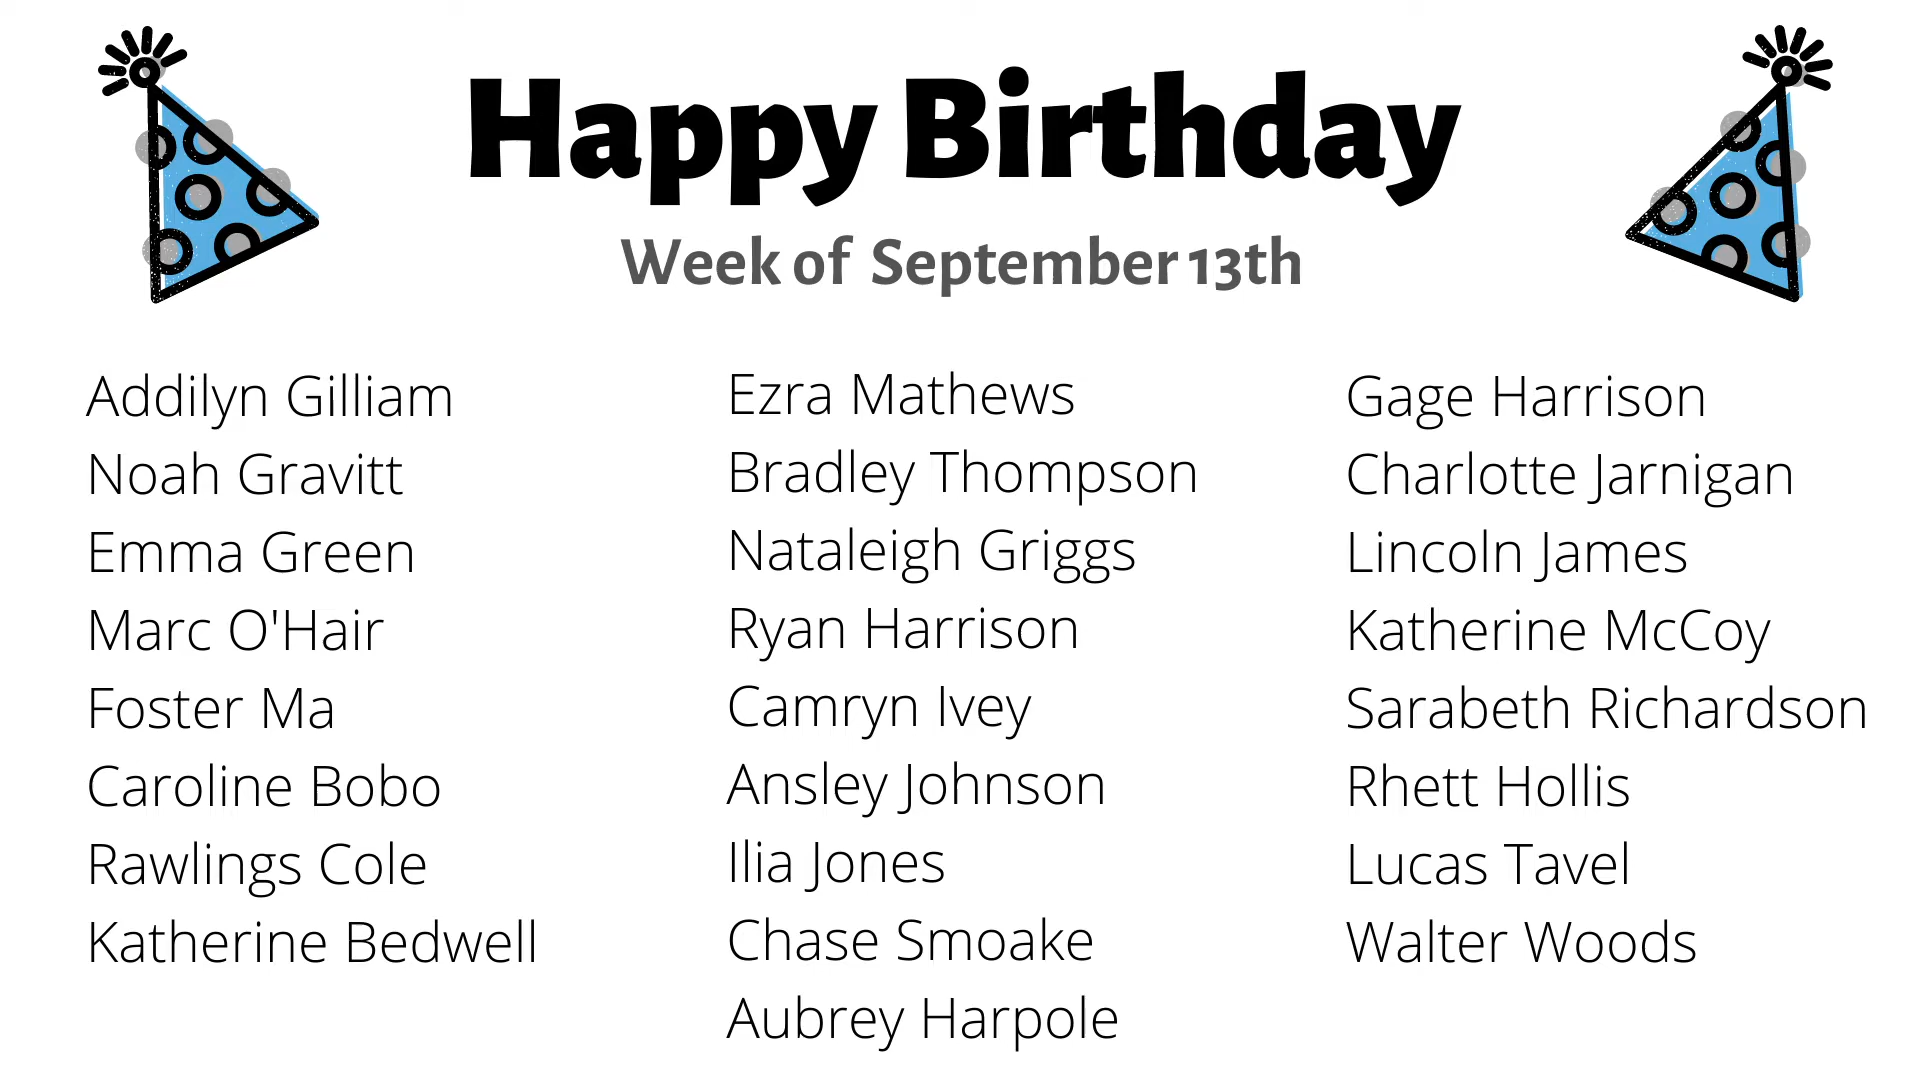 Happy Birthday
Week of September 13th
Addilyn Gilliam
Noah Gravitt
Emma Green
Marc O'Hair
Foster Ma
Caroline Bobo
Rawlings Cole
Katherine Bedwell
Ezra Mathews
Bradley Thompson
Nataleigh Griggs
Ryan Harrison
Camryn Ivey
Ansley Johnson
Ilia Jones
Chase Smoake
Aubrey Harpole
Gage Harrison
Charlotte Jarnigan
Lincoln James
Katherine McCoy
Sarabeth Richardson
Rhett Hollis
Lucas Tavel
Walter Woods